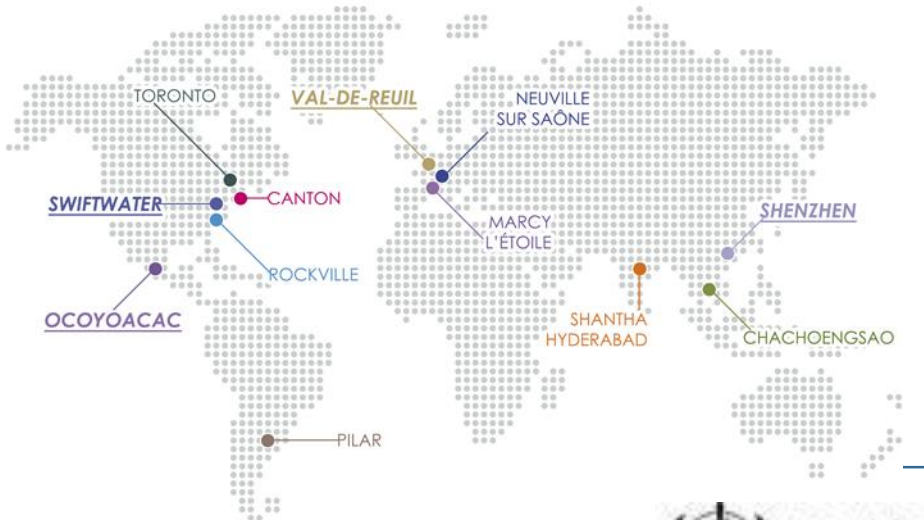 TORONTO
VAL-DE-REUIL
NEUVILLE
SUR SAÔNE
SWIFTWATER
CANTON
SHENZHEN
MARCY
L'ÉTOILE
ROCKVILLE
OCOYOACAC
SHANTHA
HYDERABAD
CHACHOENGSAO
PILAR